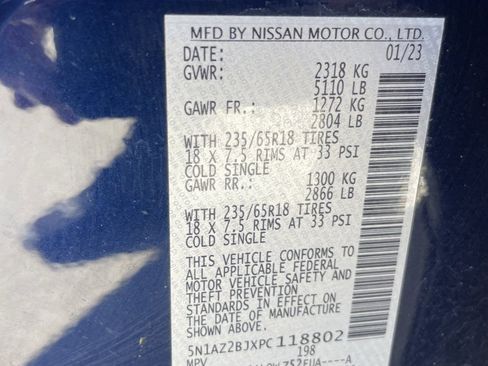 MFD BY NISSAN MOTOR CO., LTD.
DATE: 01/23
GVWR: 2318 KG
5110 LB
GAWR FR.: 1272 KG
2804 LB
WITH 235/65R18 TIRES
18 X 7.5 RIMS AT 33 PSI
COLD SINGLE
GAWR RR.: 1300 KG
2866 LB
WITH 235/65R18 TIRES
18 X 7.5 RIMS AT 33 PSI
COLD SINGLE
THIS VEHICLE CONFORMS TO
ALL APPLICABLE FEDERAL
MOTOR VEHICLE SAFETY AND
THEFT PREVENTION
STANDARDS IN EFFECT ON
THE DATE OF MANUFACTURE
SHOWN ABOVE.
5N1AZ2BJXPC118802
198
MPV